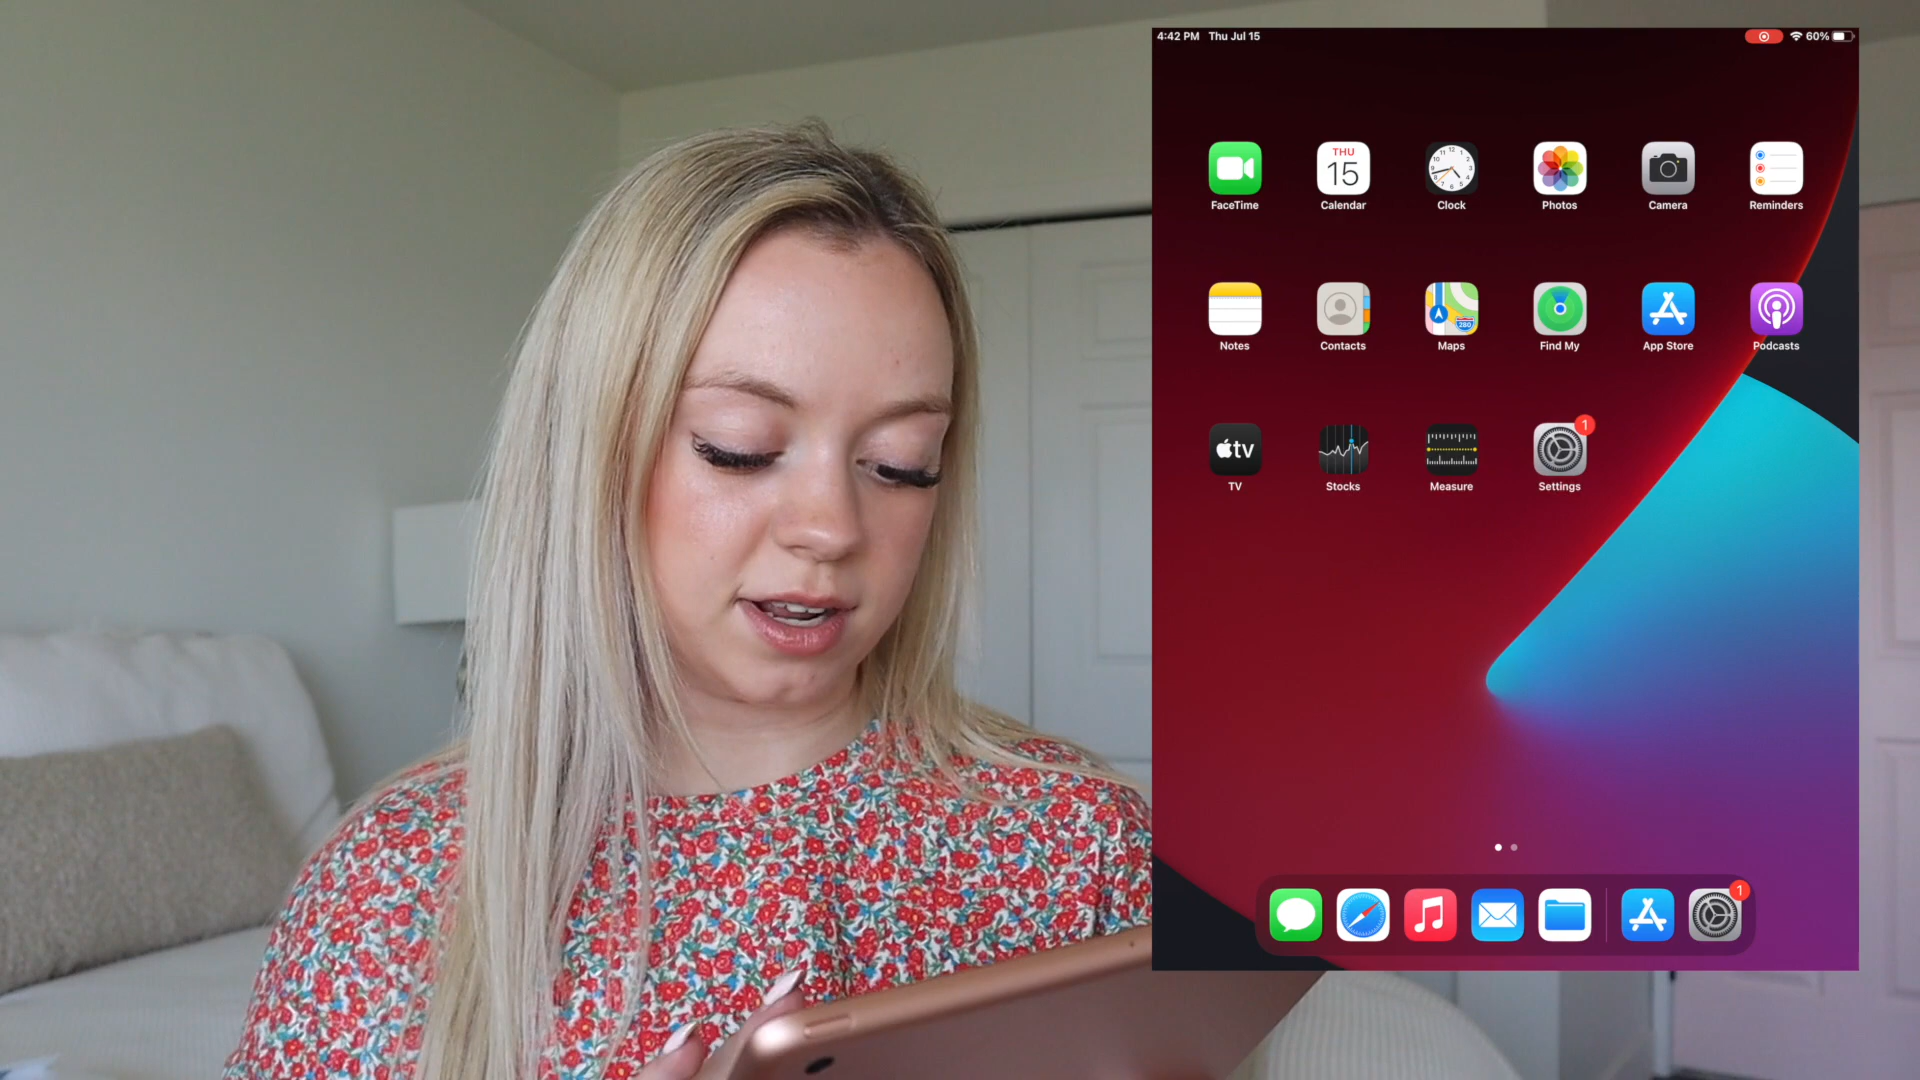 4:42 PM Thu Jul 15 60%
THU
15
FaceTime Calendar Clock Photos Camera Reminders
280
Notes Contacts Maps Find My App Store Podcasts
tv
1
TV Stocks Measure Settings
1